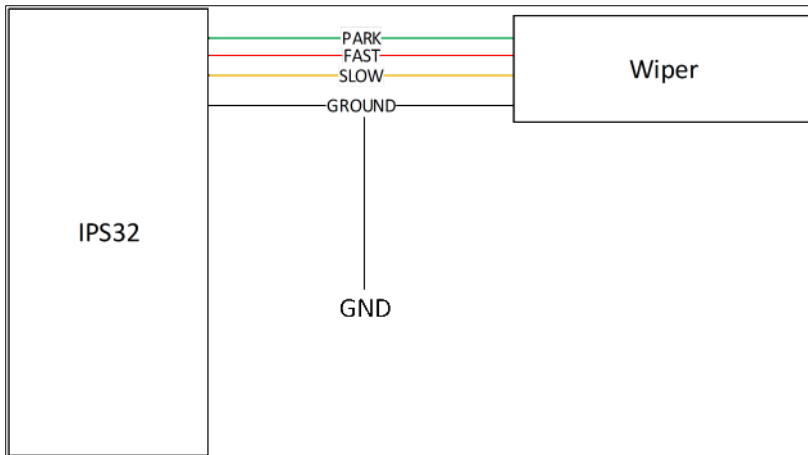 PARK
FAST
SLOW
GROUND
Wiper
IPS32
GND